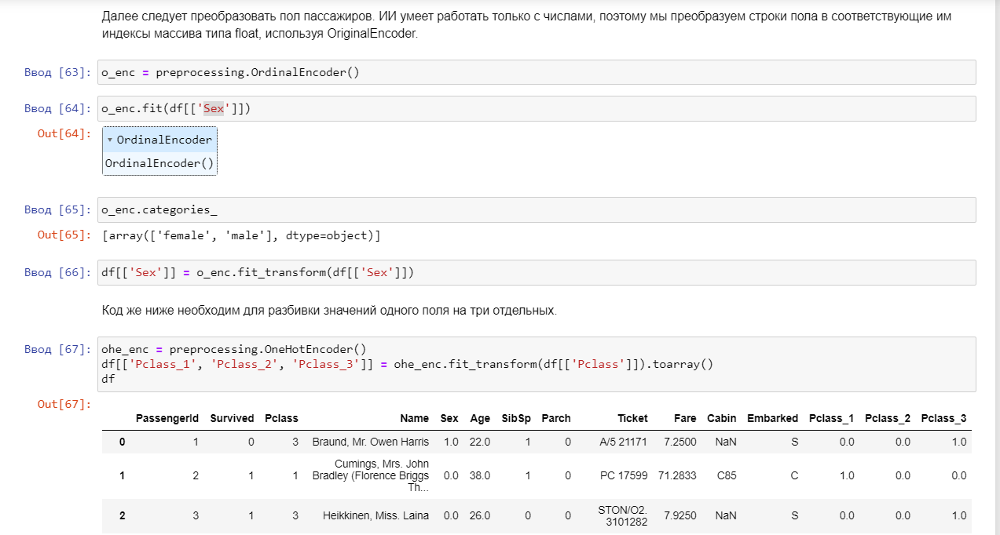 Далее следует преобразовать пол пассажиров. ИИ умеет работать только с числами, поэтому мы преобразуем строки пола в соответствующие им
индексы массива типа float, используя OriginalEncoder.
Ввод [63]: o_enc = preprocessing.OrdinalEncoder()
Ввод [64]: o_enc.fit(df[['Sex']])
Out[64]: ▾ OrdinalEncoder
OrdinalEncoder()
Ввод [65]: o_enc.categories_
Out[65]: [array(['female', 'male'], dtype=object)]
Ввод [66]: df[['Sex']] = o_enc.fit_transform(df[['Sex']])
Код же ниже необходим для разбивки значений одного поля на три отдельных.
Ввод [67]: ohe_enc = preprocessing.OneHotEncoder()
df[['Pclass_1', 'Pclass_2', 'Pclass_3']] = ohe_enc.fit_transform(df[['Pclass']]).toarray()
df
Out[67]:
PassengerId Survived Pclass Name Sex Age SibSp Parch Ticket Fare Cabin Embarked Pclass_1 Pclass_2 Pclass_3
0 1 0 3 Braund, Mr. Owen Harris 1.0 22.0 1 0 A/5 21171 7.2500 NaN S 0.0 0.0 1.0
Cumings, Mrs. John
1 2 1 1 Bradley (Florence Briggs 0.0 38.0 1 0 PC 17599 71.2833 C85 C 1.0 0.0 0.0
Th...
2 3 1 3 Heikkinen, Miss. Laina 0.0 26.0 0 0 STON/O2. 7.9250 NaN S 0.0 0.0 1.0
3101282